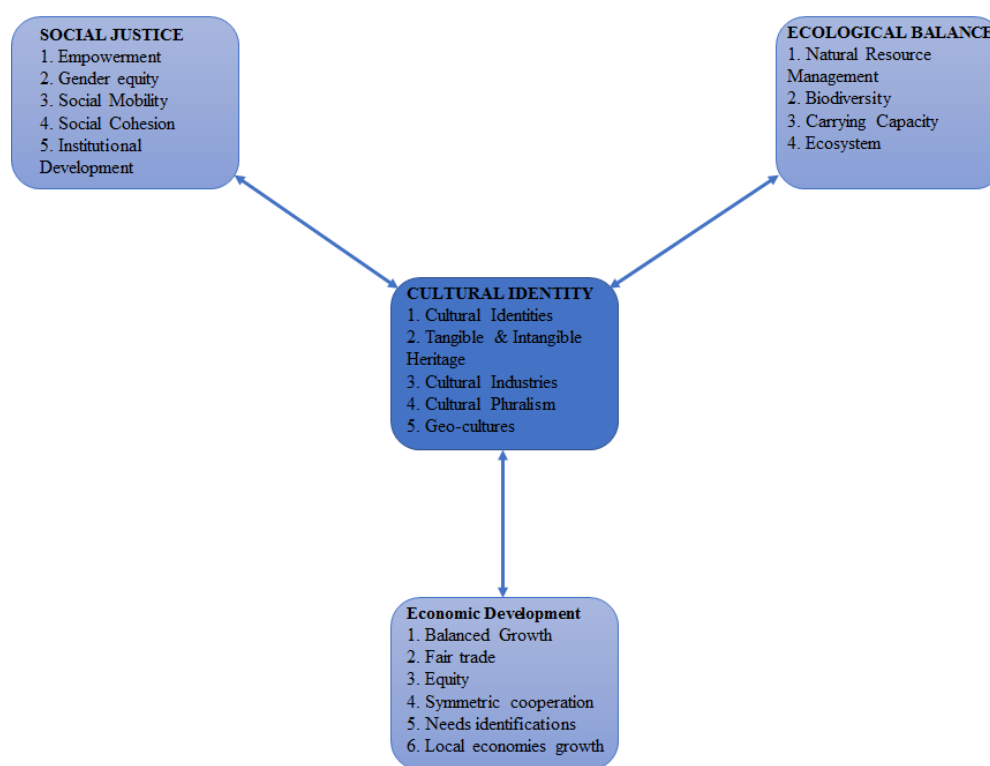 SOCIAL JUSTICE
1. Empowerment
2. Gender equity
3. Social Mobility
4. Social Cohesion
5. Institutional
Development
ECOLOGICAL BALANCE
1. Natural Resource
Management
2. Biodiversity
3. Carrying Capacity
4. Ecosystem
CULTURAL IDENTITY
1. Cultural Identities
2. Tangible & Intangible
Heritage
3. Cultural Industries
4. Cultural Pluralism
5. Geo-cultures
Economic Development
1. Balanced Growth
2. Fair trade
3. Equity
4. Symmetric cooperation
5. Needs identifications
6. Local economies growth